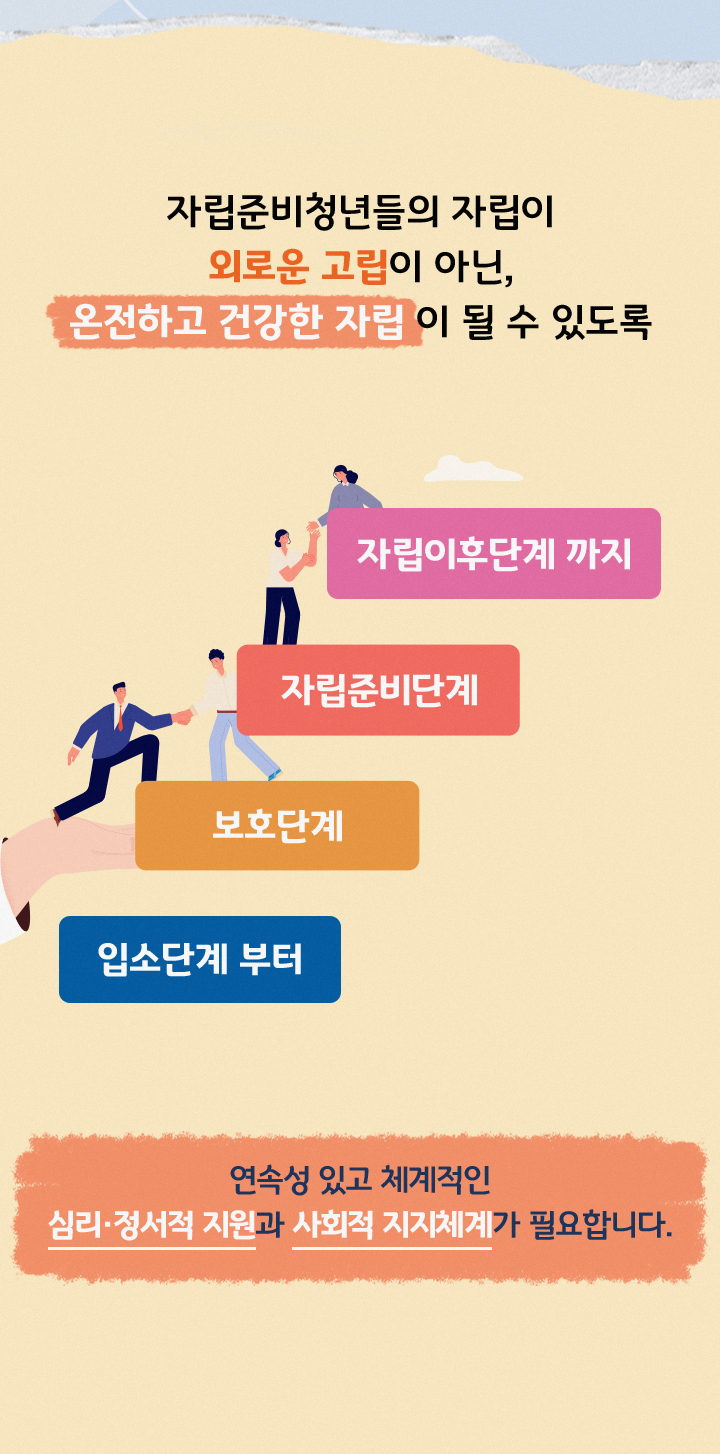 자립준비청년들의 자립이
외로운 고립이 아닌,
온전하고 건강한 자립 이 될 수 있도록
자립이후단계 까지
자립준비단계
보호단계
입소단계 부터
연속성 있고 체계적인
심리·정서적 지원과 사회적 지지체계가 필요합니다.